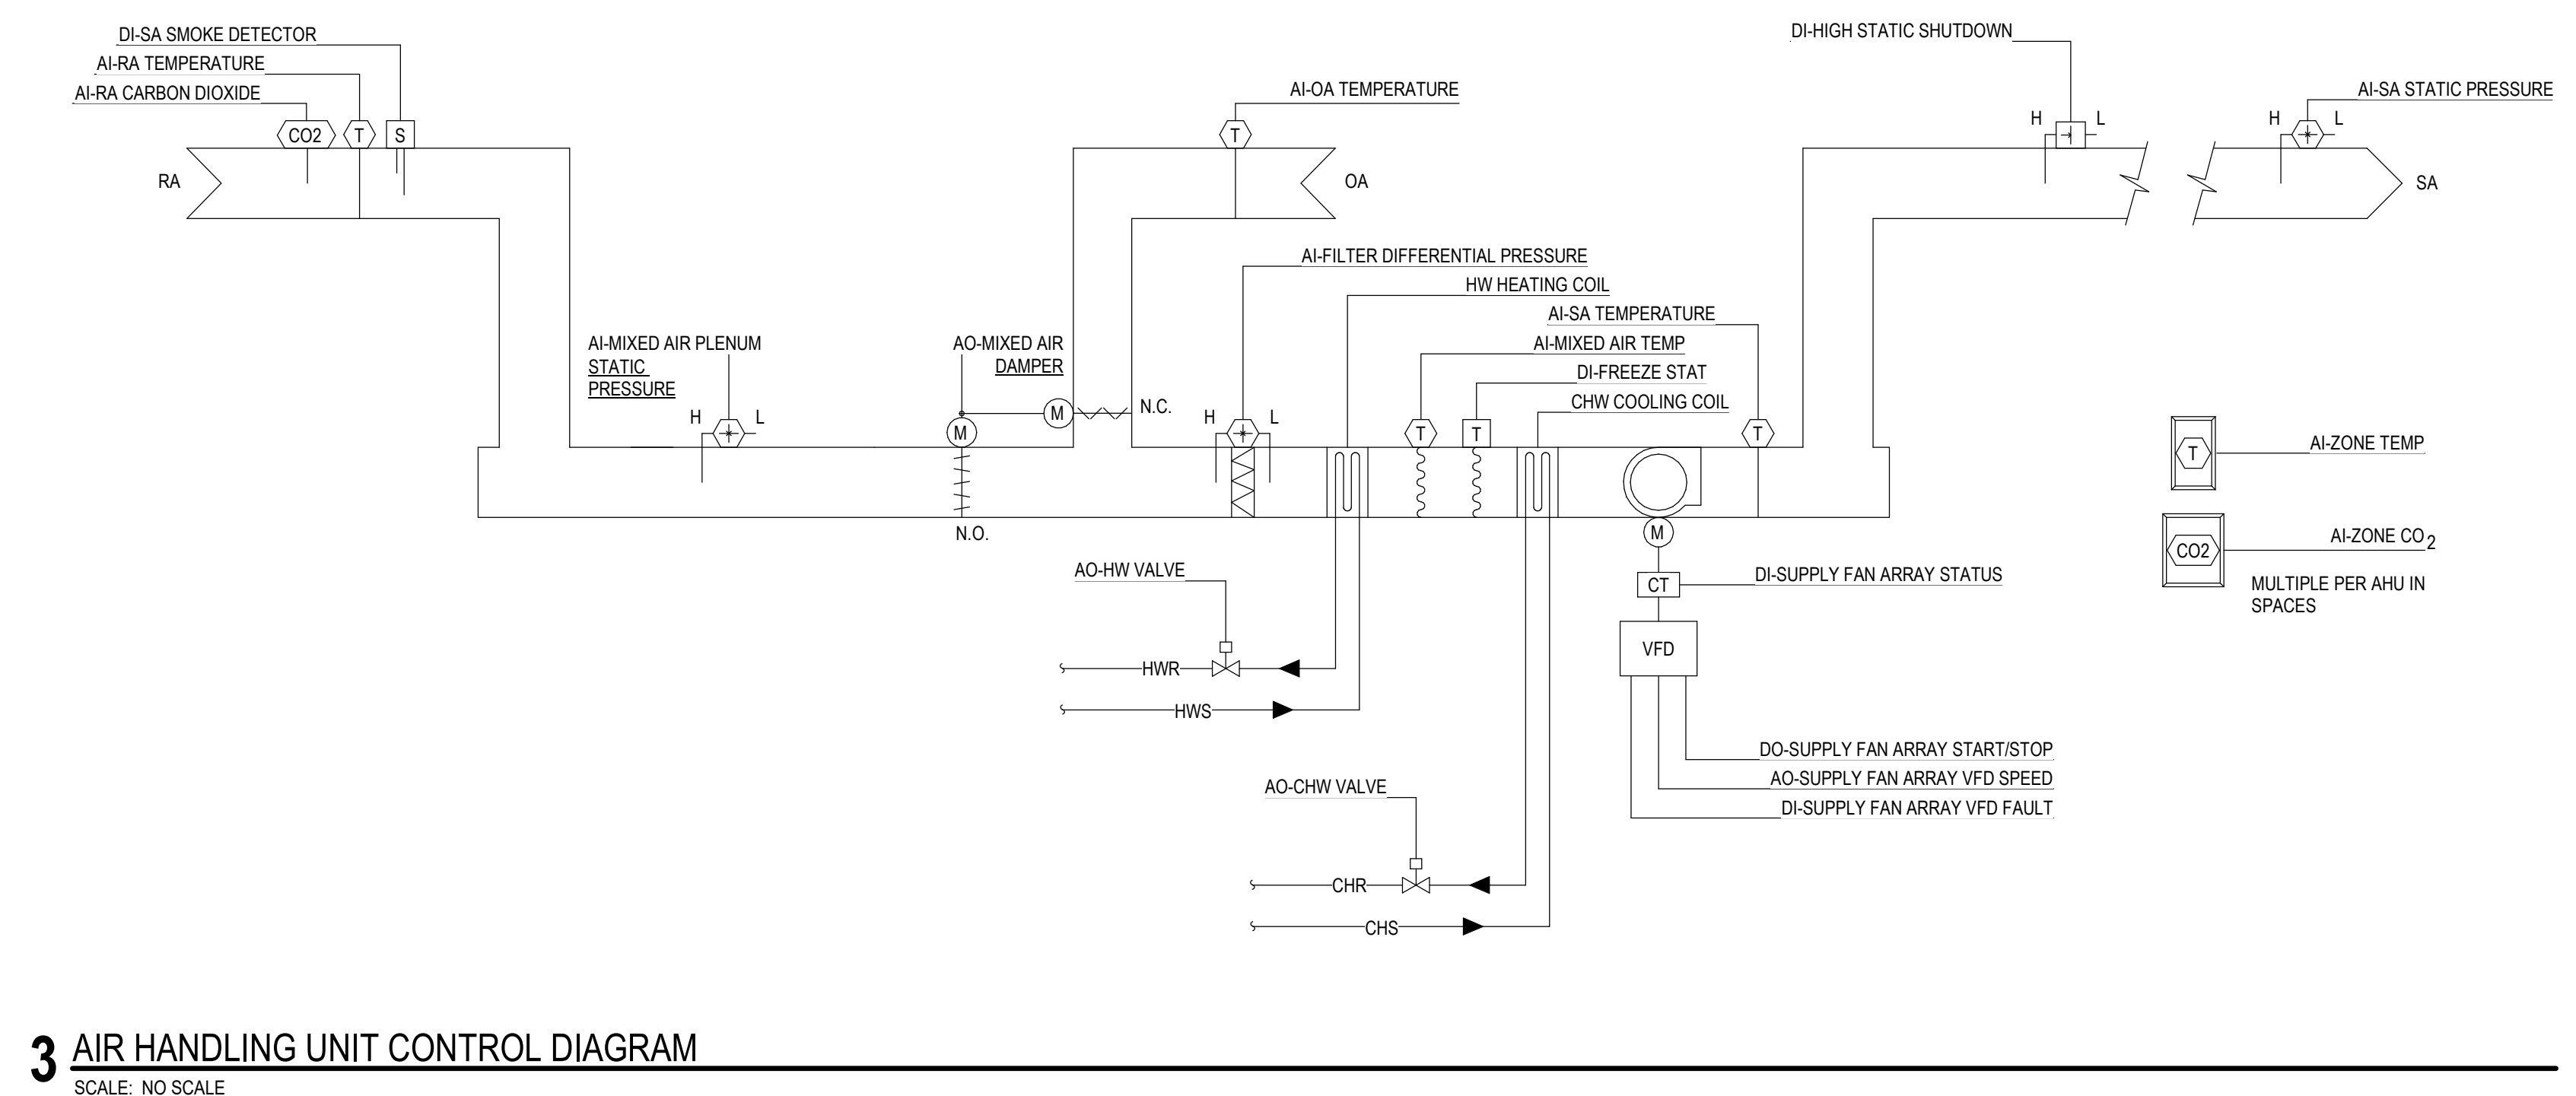 DI-SA SMOKE DETECTOR
AI-RA TEMPERATURE
AI-RA CARBON DIOXIDE
CO2
T
S
RA
AI-OA TEMPERATURE
T
OA
DI-HIGH STATIC SHUTDOWN
H
L
AI-SA STATIC PRESSURE
H
L
SA
AI-FILTER DIFFERENTIAL PRESSURE
HW HEATING COIL
AI-SA TEMPERATURE
AI-MIXED AIR TEMP
DI-FREEZE STAT
CHW COOLING COIL
AI-MIXED AIR PLENUM
STATIC
PRESSURE
H
L
AO-MIXED AIR
DAMPER
M
M
N.C.
N.O.
H
L
T
T
T
M
CT
DI-SUPPLY FAN ARRAY STATUS
VFD
AO-HW VALVE
HWR
HWS
DO-SUPPLY FAN ARRAY START/STOP
AO-SUPPLY FAN ARRAY VFD SPEED
DI-SUPPLY FAN ARRAY VFD FAULT
AO-CHW VALVE
CHR
CHS
T
AI-ZONE TEMP
CO2
AI-ZONE CO2
MULTIPLE PER AHU IN
SPACES
3 AIR HANDLING UNIT CONTROL DIAGRAM
SCALE: NO SCALE